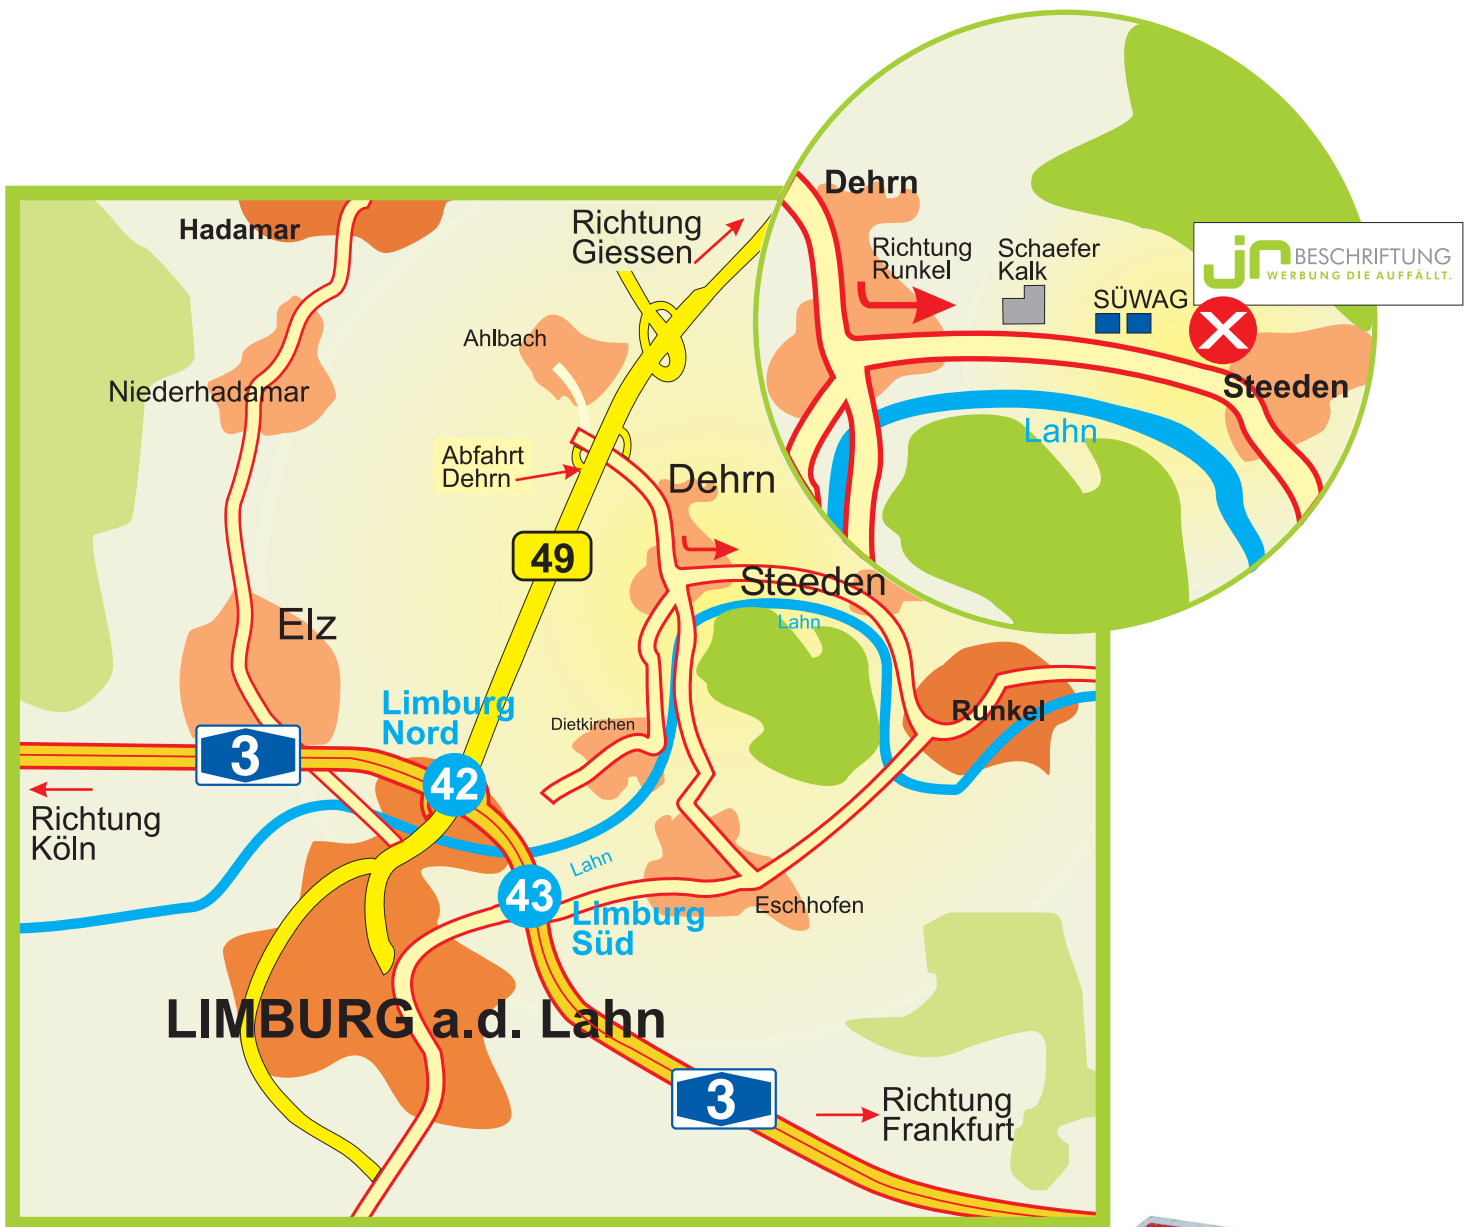 Dehrn
Richtung
Runkel
Schaefer
Kalk
SÜWAG
jn BESCHRIFTUNG
WERBUNG DIE AUFFÄLLT.
Steeden
Lahn
Hadamar
Richtung
Giessen
Ahlbach
Niederhadamar
Abfahrt
Dehrn
Dehrn
49
Steeden
Lahn
Elz
Limburg
Nord
Dietkirchen
Runkel
3
42
Richtung
Köln
Lahn
43
Eschhofen
Limburg
Süd
LIMBURG a.d. Lahn
3
Richtung
Frankfurt